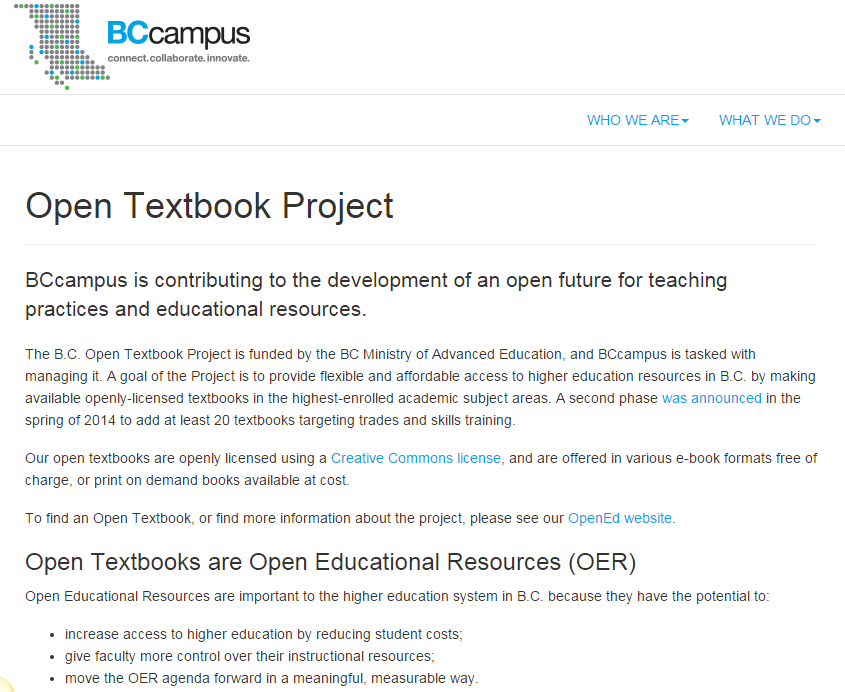 BCcampus
connect.collaborate.innovate.
WHO WE ARE
WHAT WE DO
Open Textbook Project
BCcampus is contributing to the development of an open future for teaching
practices and educational resources.
The B.C. Open Textbook Project is funded by the BC Ministry of Advanced Education, and BCcampus is tasked with
managing it. A goal of the Project is to provide flexible and affordable access to higher education resources in B.C. by making
available openly-licensed textbooks in the highest-enrolled academic subject areas. A second phase was announced in the
spring of 2014 to add at least 20 textbooks targeting trades and skills training.
Our open textbooks are openly licensed using a Creative Commons license, and are offered in various e-book formats free of
charge, or print on demand books available at cost.
To find an Open Textbook, or find more information about the project, please see our OpenEd website.
Open Textbooks are Open Educational Resources (OER)
Open Educational Resources are important to the higher education system in B.C. because they have the potential to:
• increase access to higher education by reducing student costs;
• give faculty more control over their instructional resources;
• move the OER agenda forward in a meaningful, measurable way.